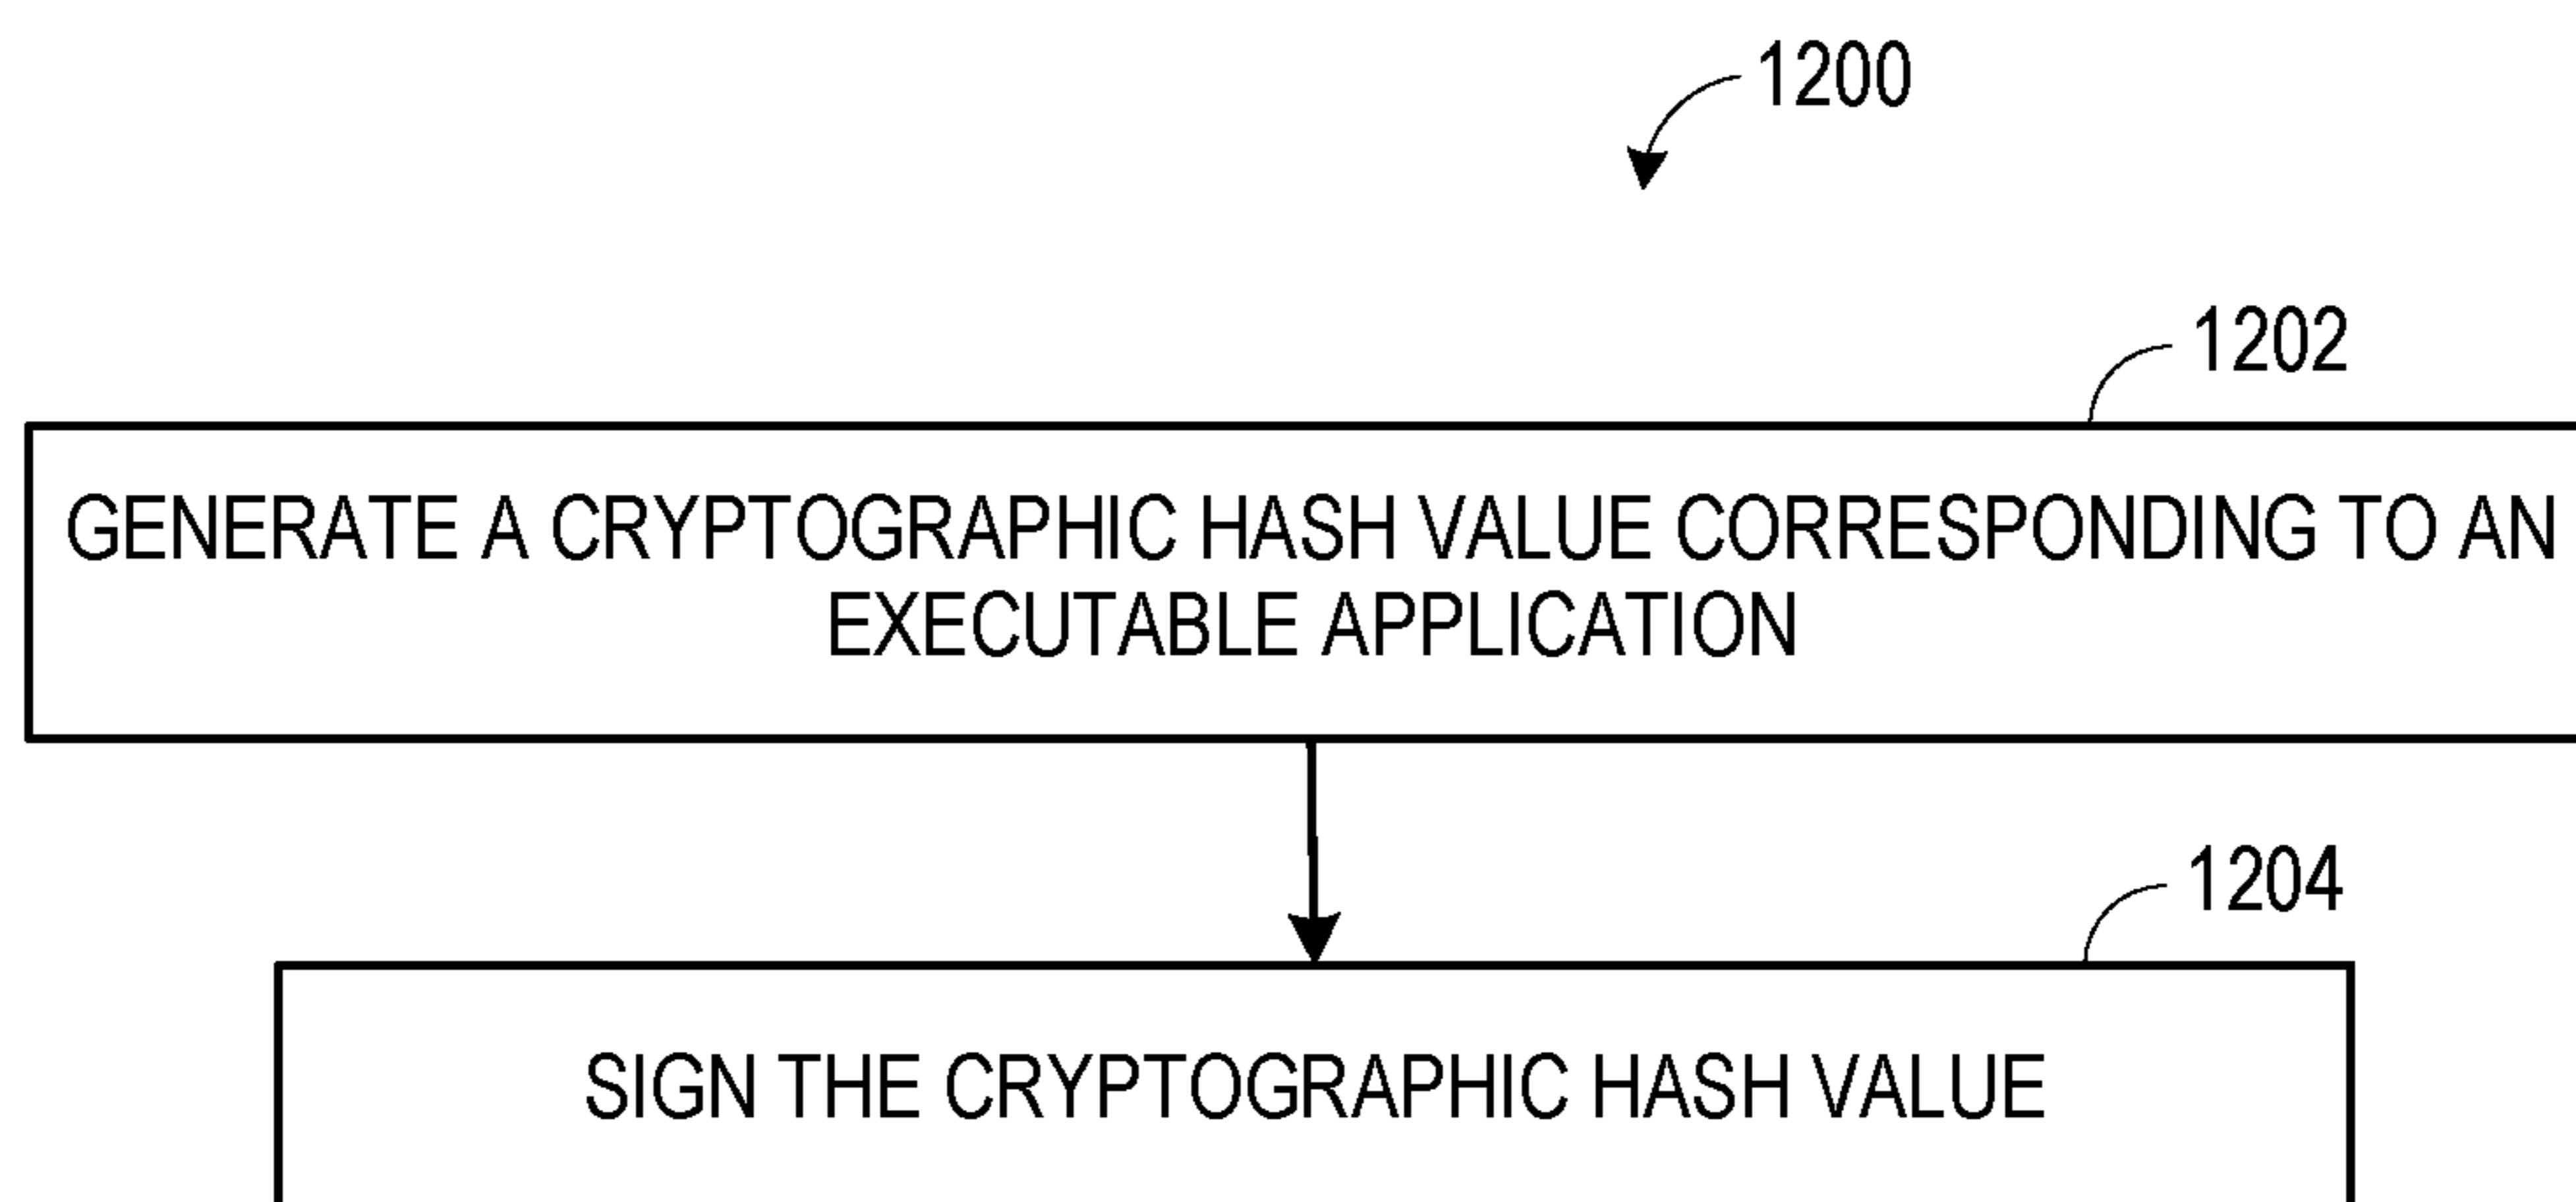 1200
1202
GENERATE A CRYPTOGRAPHIC HASH VALUE CORRESPONDING TO AN
EXECUTABLE APPLICATION
1204
SIGN THE CRYPTOGRAPHIC HASH VALUE